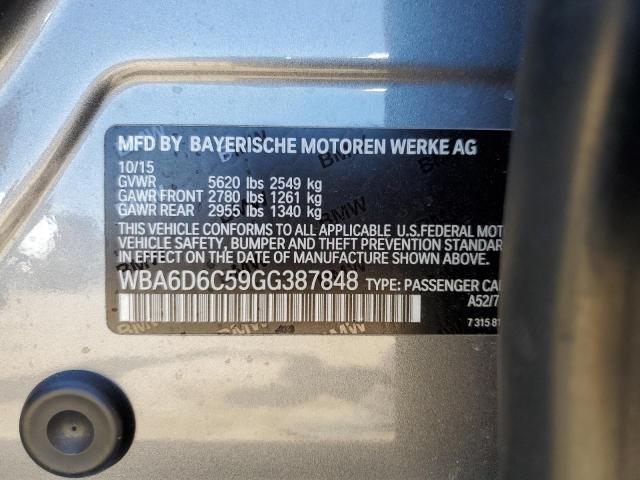 MFD BY BAYERISCHE MOTOREN WERKE AG
10/15
GVWR 5620 lbs 2549 kg
GAWR FRONT 2780 lbs 1261 kg
GAWR REAR 2955 lbs 1340 kg
THIS VEHICLE CONFORMS TO ALL APPLICABLE U.S.FEDERAL MOT
VEHICLE SAFETY, BUMPER AND THEFT PREVENTION STANDAR
IN EFFECT ON THE DATE OF MANUFACTURE SHOWN ABOVE.
WBA6D6C59GG387848 TYPE: PASSENGER CA
A52/7
7 315 81